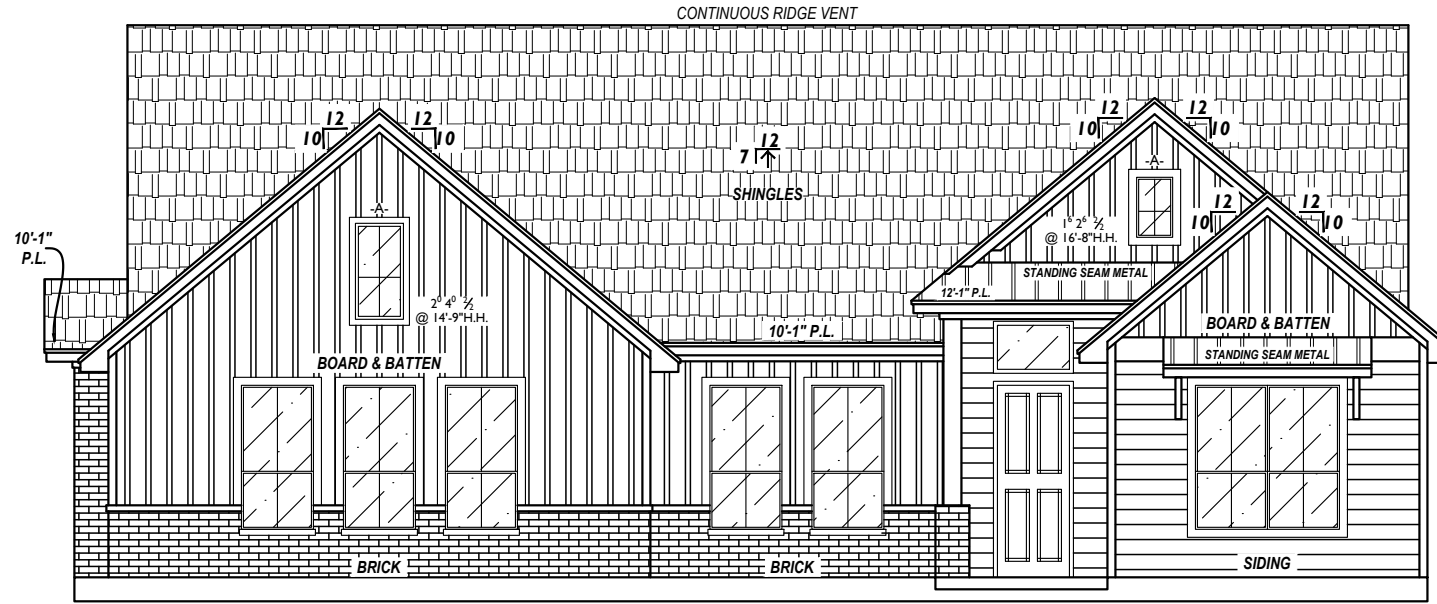 CONTINUOUS RIDGE VENT
12
10
12
10
12
7
SHINGLES
12
10
12
10
-A-
-A-
12
10
12
10
1⁶ 2⁶ 2/2
@ 16'-8"H.H.
10'-1"
P.L.
STANDING SEAM METAL
12'-1" P.L.
2⁰ 4⁰ 2/2
@ 14'-9"H.H.
10'-1" P.L.
BOARD & BATTEN
STANDING SEAM METAL
BOARD & BATTEN
BRICK
BRICK
SIDING